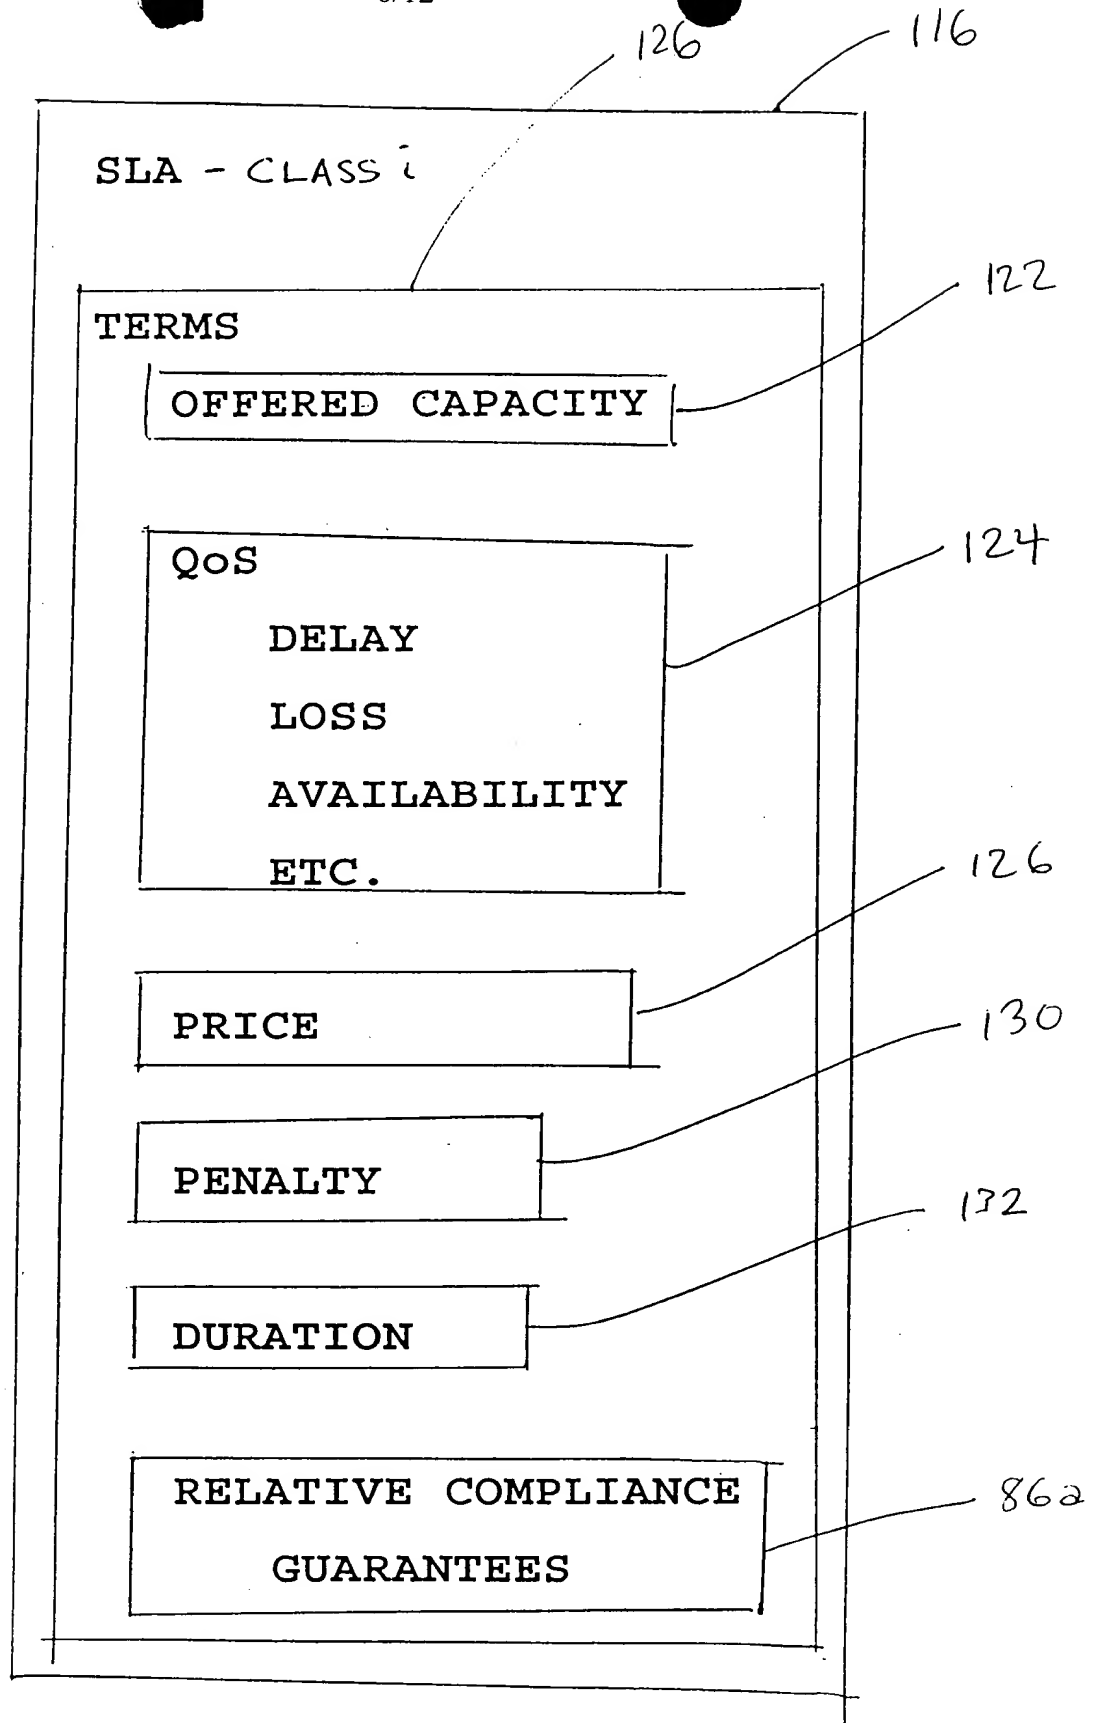 126
116
SLA - CLASS i
122
TERMS
OFFERED CAPACITY
124
QoS
DELAY
LOSS
AVAILABILITY
ETC.
126
PRICE
130
PENALTY
132
DURATION
RELATIVE COMPLIANCE
86a
GUARANTEES